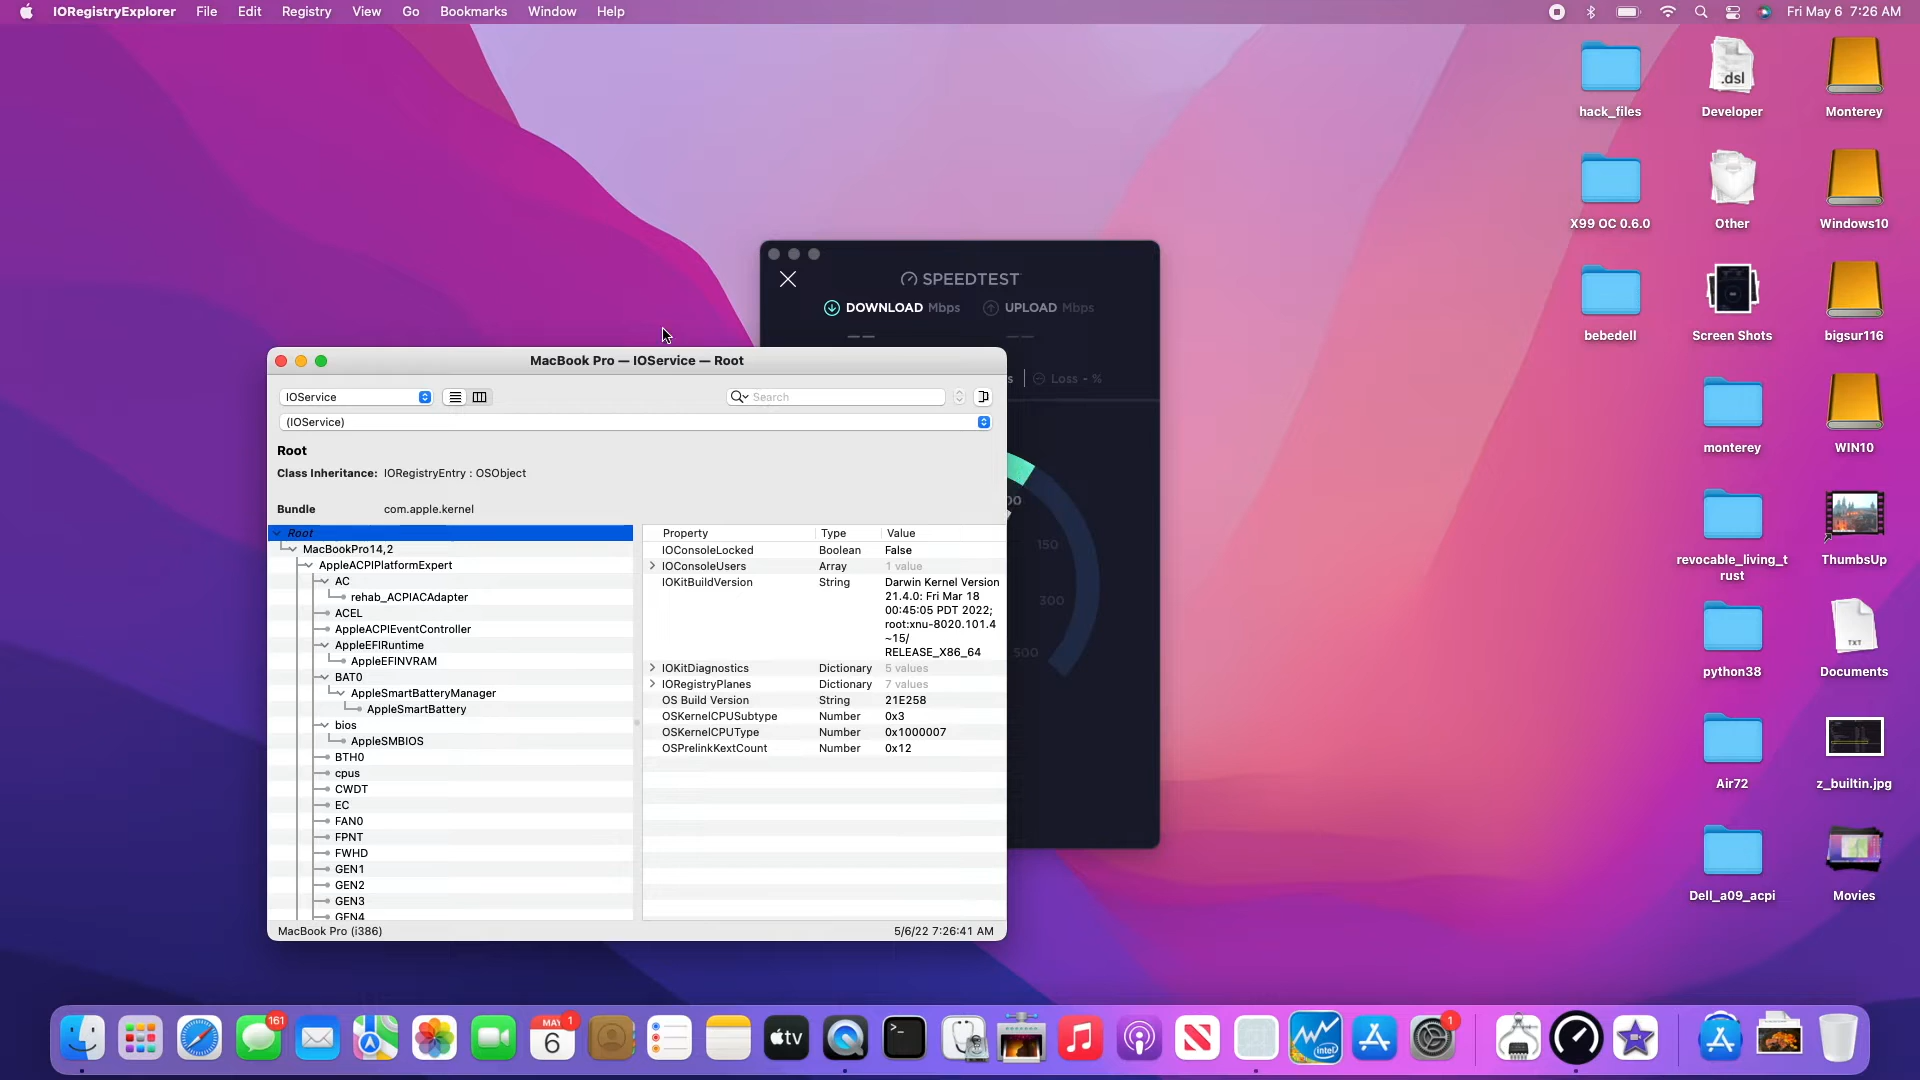 IORegistryExplorer File Edit Registry View Go Bookmarks Window Help Fri May 6 7:26 AM
hack_files
.dsl
Developer
Monterey
X99 OC 0.6.0
Other
Windows10
bebedell
Screen Shots
bigsur116
monterey
WIN10
revocable_living_t
rust
ThumbsUp
python38
TXT
Documents
Air72
z_builtin.jpg
Dell_a09_acpi
Movies
SPEEDTEST
DOWNLOAD Mbps UPLOAD Mbps
s Loss - %
00
150
300
500
MacBook Pro — IOService — Root
IOService
Search
(IOService)
Root
Class Inheritance: IORegistryEntry : OSObject
Bundle com.apple.kernel
Root
MacBookPro14,2
AppleACPIPlatformExpert
AC
rehab_ACPIACAdapter
ACEL
AppleACPIEventController
AppleEFIRuntime
AppleEFINVRAM
BAT0
AppleSmartBatteryManager
AppleSmartBattery
bios
AppleSMBIOS
BTH0
cpus
CWDT
EC
FAN0
FPNT
FWHD
GEN1
GEN2
GEN3
GEN4
Property Type Value
IOConsoleLocked Boolean False
IOConsoleUsers Array 1 value
IOKitBuildVersion String Darwin Kernel Version
21.4.0: Fri Mar 18
00:45:05 PDT 2022;
root:xnu-8020.101.4
~15/
RELEASE_X86_64
IOKitDiagnostics Dictionary 5 values
IORegistryPlanes Dictionary 7 values
OS Build Version String 21E258
OSKernelCPUSubtype Number 0x3
OSKernelCPUType Number 0x1000007
OSPrelinkKextCount Number 0x12
MacBook Pro (i386) 5/6/22 7:26:41 AM
161
MAY 1
6
tv
>_
intel
1